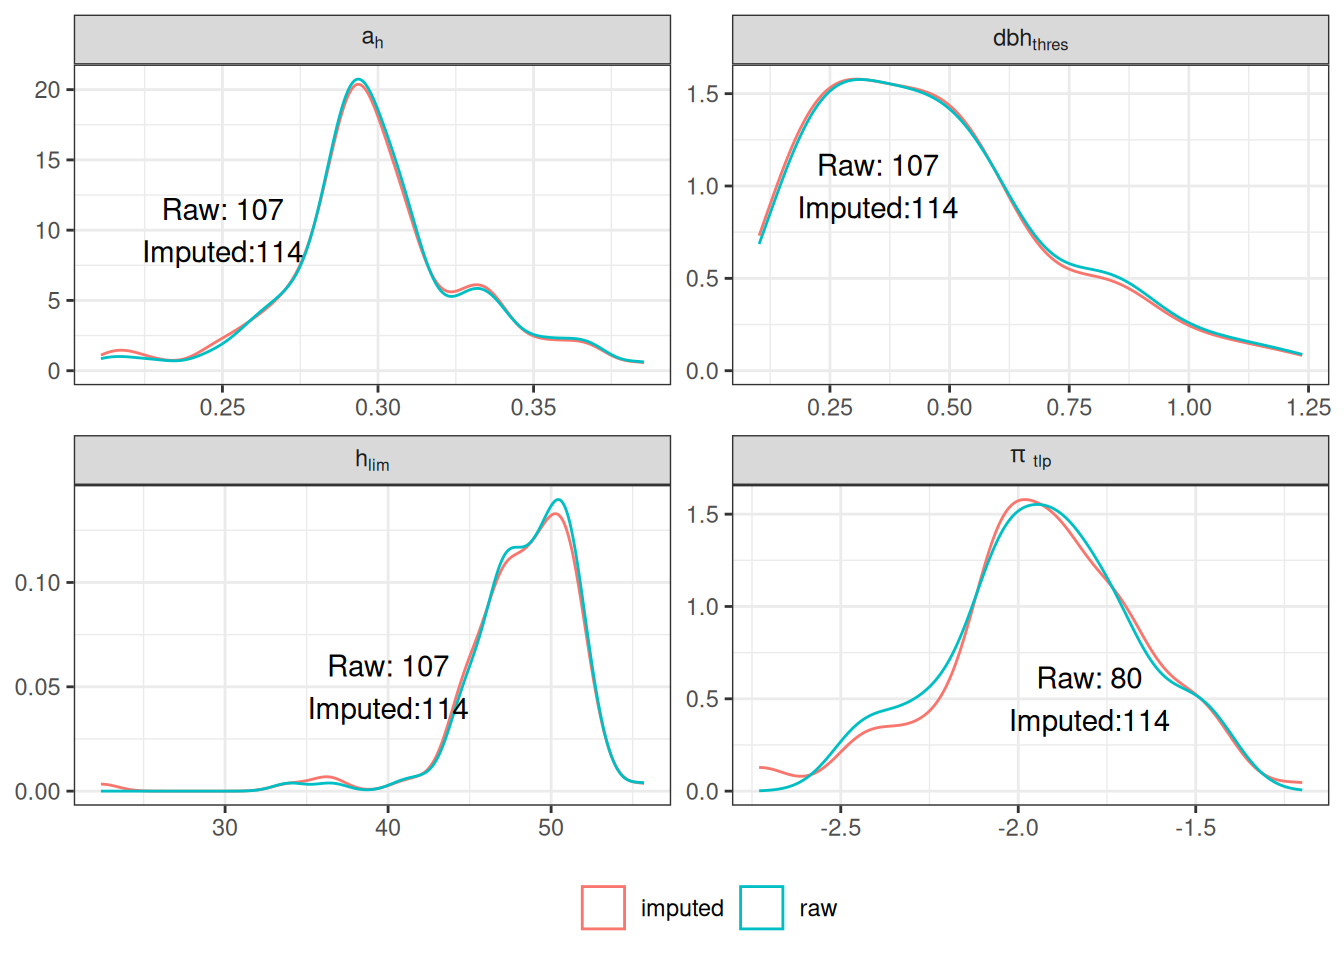 a_h
dbh_thres
20
15
10
5
0
Raw: 107
Imputed:114
0.25 0.30 0.35
1.5
1.0
0.5
0.0
Raw: 107
Imputed:114
0.25 0.50 0.75 1.00 1.25
h_lim
π tlp
0.10
0.05
0.00
Raw: 107
Imputed:114
30 40 50
1.5
1.0
0.5
0.0
Raw: 80
Imputed:114
-2.5 -2.0 -1.5
imputed raw